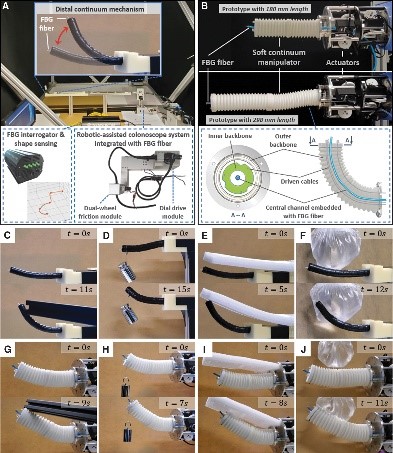 A
Distal continuum mechanism
FBG
fiber
FBG interrogator &
shape sensing
Robotic-assisted colonoscope system
integrated with FBG fiber
Dual-wheel
friction module
Dial drive
module
B
Prototype with 180 mm length
FBG fiber
Soft continuum
manipulator
Actuators
Prototype with 290 mm length
Inner backbone
Outer
backbone
A
A
Driven cables
Central channel embedded
with FBG fiber
A–A
C
t = 0s
t = 11s
D
t = 0s
t = 15s
E
t = 0s
t = 5s
F
t = 0s
t = 12s
G
t = 0s
t = 9s
H
t = 0s
t = 7s
I
t = 0s
t = 8s
J
t = 0s
t = 11s